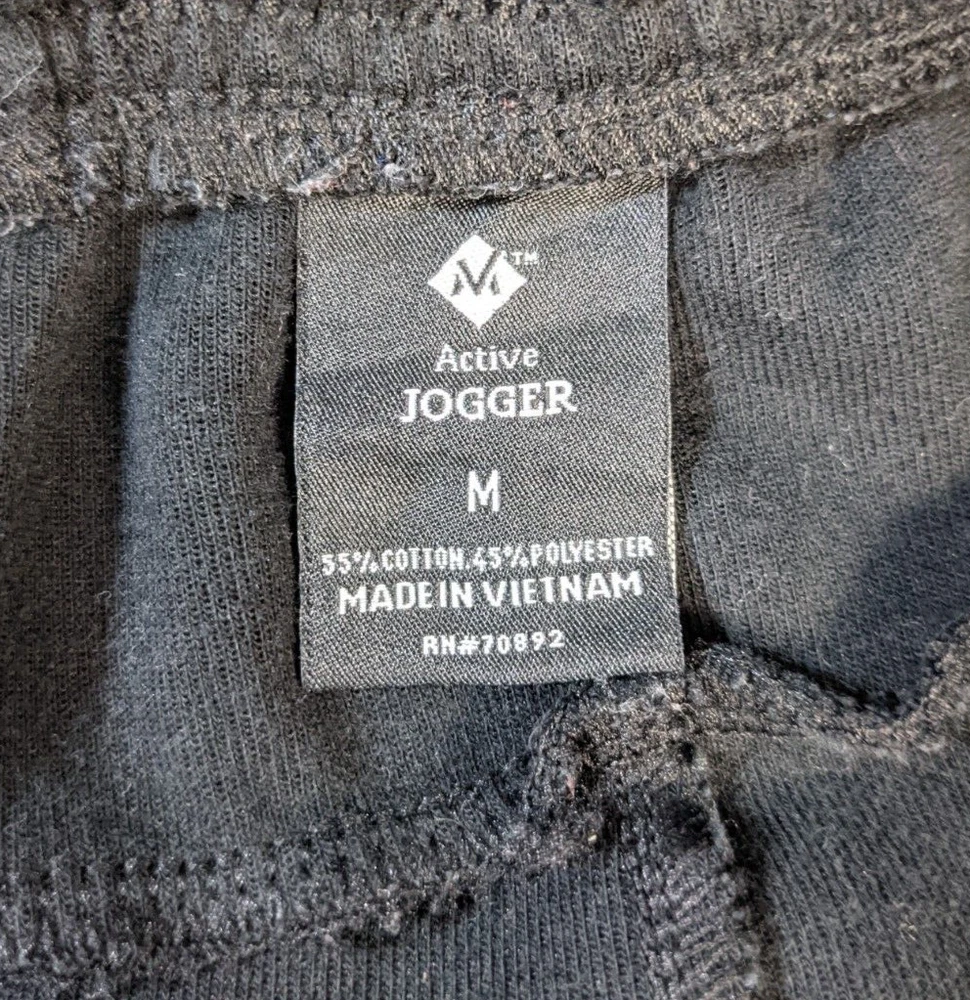 M™
Active
JOGGER
M
55% COTTON, 45% POLYESTER
MADE IN VIETNAM
RN#70892